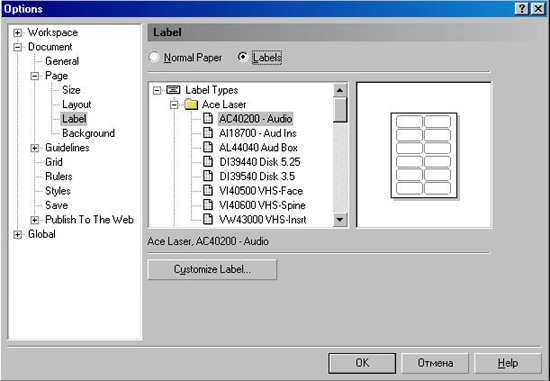 Options
Workspace
Document
General
Page
Size
Layout
Label
Background
Guidelines
Grid
Rulers
Styles
Save
Publish To The Web
Global
Label
Normal Paper
Labels
Label Types
Ace Laser
AC40200 - Audio
AI18700 - Aud Ins
AL44040 Aud Box
DI39440 Disk 5.25
DI39540 Disk 3.5
VI40500 VHS-Face
VI40600 VHS-Spine
VW43000 VHS-Insrt
Ace Laser, AC40200 - Audio
Customize Label...
OK
Отмена
Help